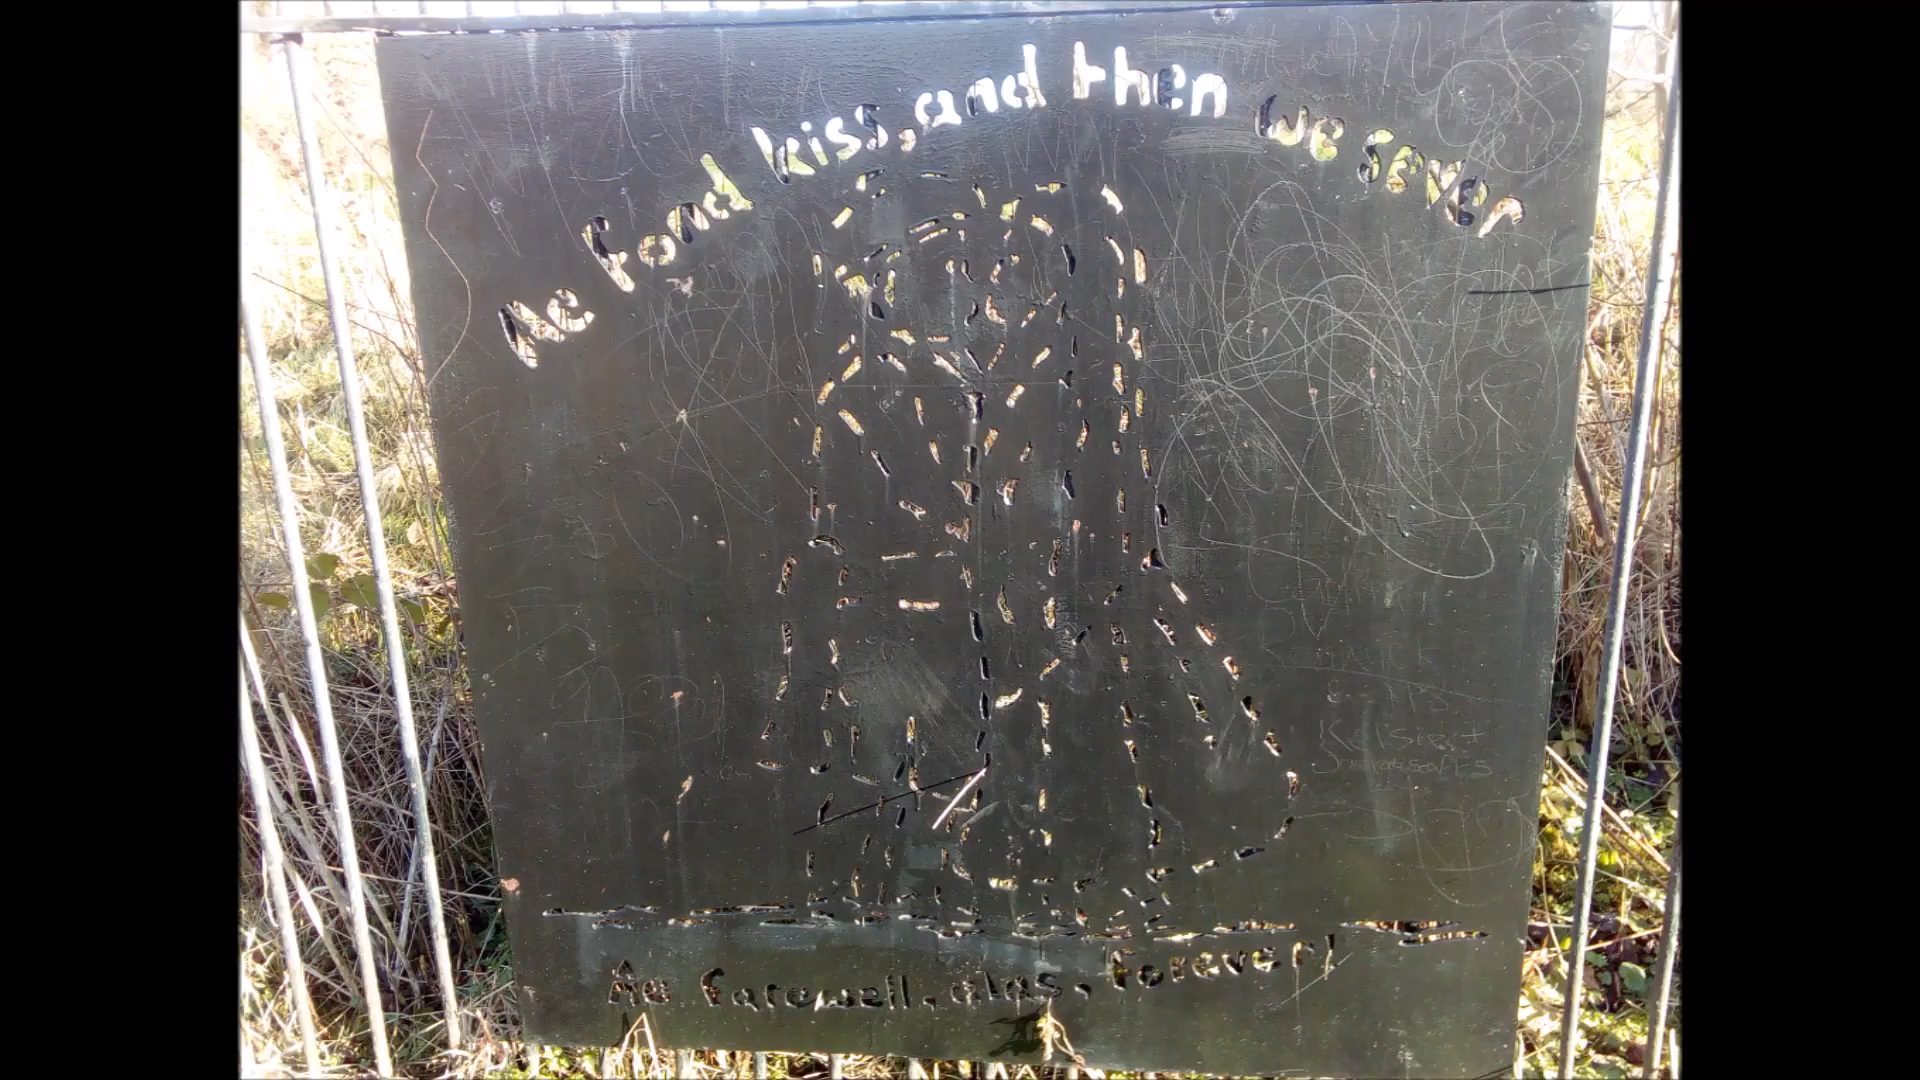 Ae fond kiss, and then we sever
Ae farewell, alas, forever!